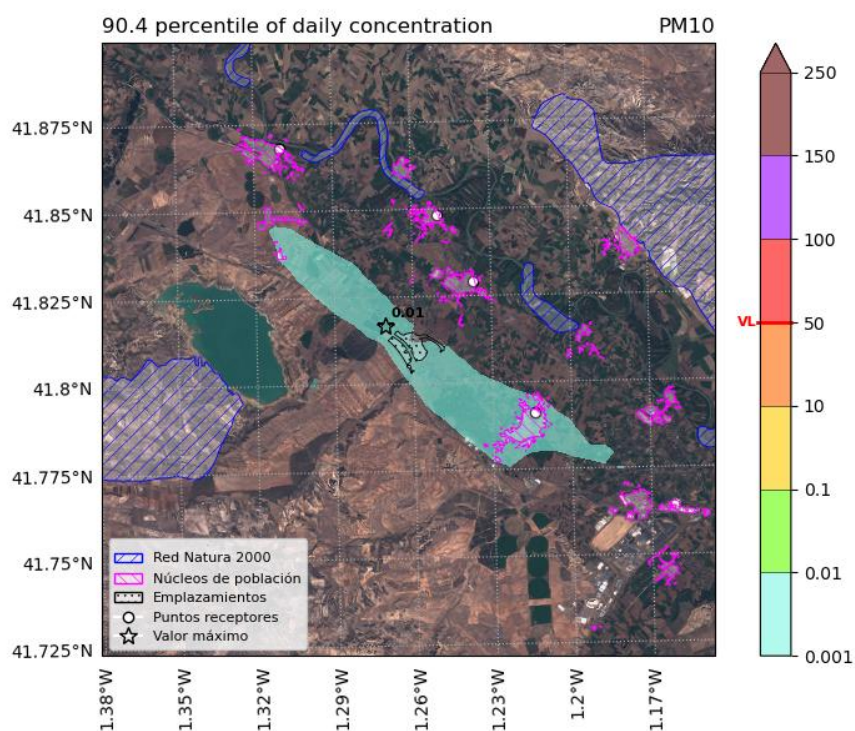 90.4 percentile of daily concentration
PM10
41.875°N
41.85°N
41.825°N
41.8°N
41.775°N
41.75°N
41.725°N
0.01
Red Natura 2000
Núcleos de población
Emplazamientos
Puntos receptores
Valor máximo
1.38°W
1.35°W
1.32°W
1.29°W
1.26°W
1.23°W
1.2°W
1.17°W
250
150
100
VL
50
10
0.1
0.01
0.001